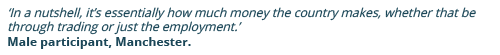 ‘In a nutshell, it’s essentially how much money the country makes, whether that be
through trading or just the employment.’
Male participant, Manchester.